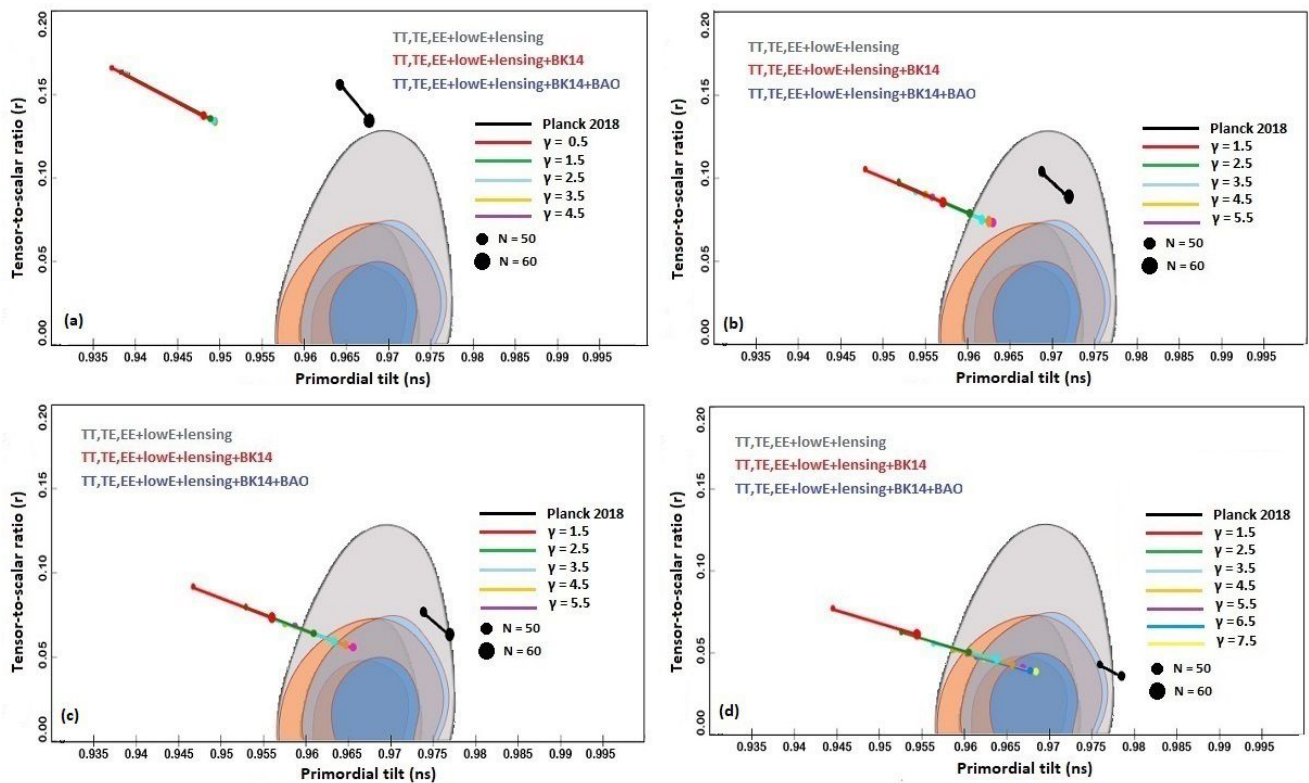 0.20
0.15
0.10
0.05
0.00
Tensor-to-scalar ratio (r)
TT,TE,EE+lowE+lensing
TT,TE,EE+lowE+lensing+BK14
TT,TE,EE+lowE+lensing+BK14+BAO
Planck 2018
γ = 0.5
γ = 1.5
γ = 2.5
γ = 3.5
γ = 4.5
N = 50
N = 60
(a)
0.935 0.94 0.945 0.95 0.955 0.96 0.965 0.97 0.975 0.98 0.985 0.99 0.995
Primordial tilt (ns)
0.20
0.15
0.10
0.05
0.00
Tensor-to-scalar ratio (r)
TT,TE,EE+lowE+lensing
TT,TE,EE+lowE+lensing+BK14
TT,TE,EE+lowE+lensing+BK14+BAO
Planck 2018
γ = 1.5
γ = 2.5
γ = 3.5
γ = 4.5
γ = 5.5
N = 50
N = 60
(b)
0.935 0.94 0.945 0.95 0.955 0.96 0.965 0.97 0.975 0.98 0.985 0.99 0.995
Primordial tilt (ns)
0.20
0.15
0.10
0.05
0.00
Tensor-to-scalar ratio (r)
TT,TE,EE+lowE+lensing
TT,TE,EE+lowE+lensing+BK14
TT,TE,EE+lowE+lensing+BK14+BAO
Planck 2018
γ = 1.5
γ = 2.5
γ = 3.5
γ = 4.5
γ = 5.5
N = 50
N = 60
(c)
0.935 0.94 0.945 0.95 0.955 0.96 0.965 0.97 0.975 0.98 0.985 0.99 0.995
Primordial tilt (ns)
0.20
0.15
0.10
0.05
0.00
Tensor-to-scalar ratio (r)
TT,TE,EE+lowE+lensing
TT,TE,EE+lowE+lensing+BK14
TT,TE,EE+lowE+lensing+BK14+BAO
Planck 2018
γ = 1.5
γ = 2.5
γ = 3.5
γ = 4.5
γ = 5.5
γ = 6.5
γ = 7.5
N = 50
N = 60
(d)
0.935 0.94 0.945 0.95 0.955 0.96 0.965 0.97 0.975 0.98 0.985 0.99 0.995
Primordial tilt (ns)